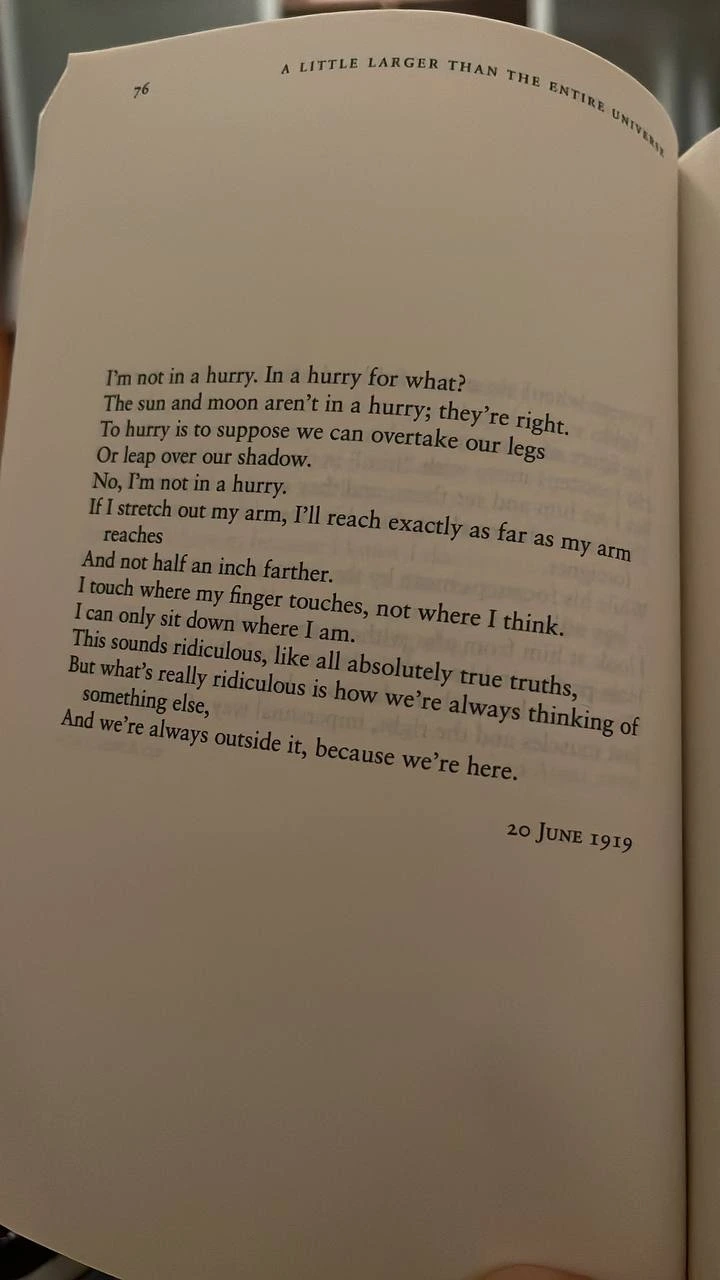 76
A LITTLE LARGER THAN THE ENTIRE UNIVERSE
I'm not in a hurry. In a hurry for what?
The sun and moon aren't in a hurry; they're right.
To hurry is to suppose we can overtake our legs
Or leap over our shadow.
No, I'm not in a hurry.
If I stretch out my arm, I'll reach exactly as far as my arm
reaches
And not half an inch farther.
I touch where my finger touches, not where I think.
I can only sit down where I am.
This sounds ridiculous, like all absolutely true truths,
But what's really ridiculous is how we're always thinking of
something else,
And we're always outside it, because we're here.
20 JUNE 1919